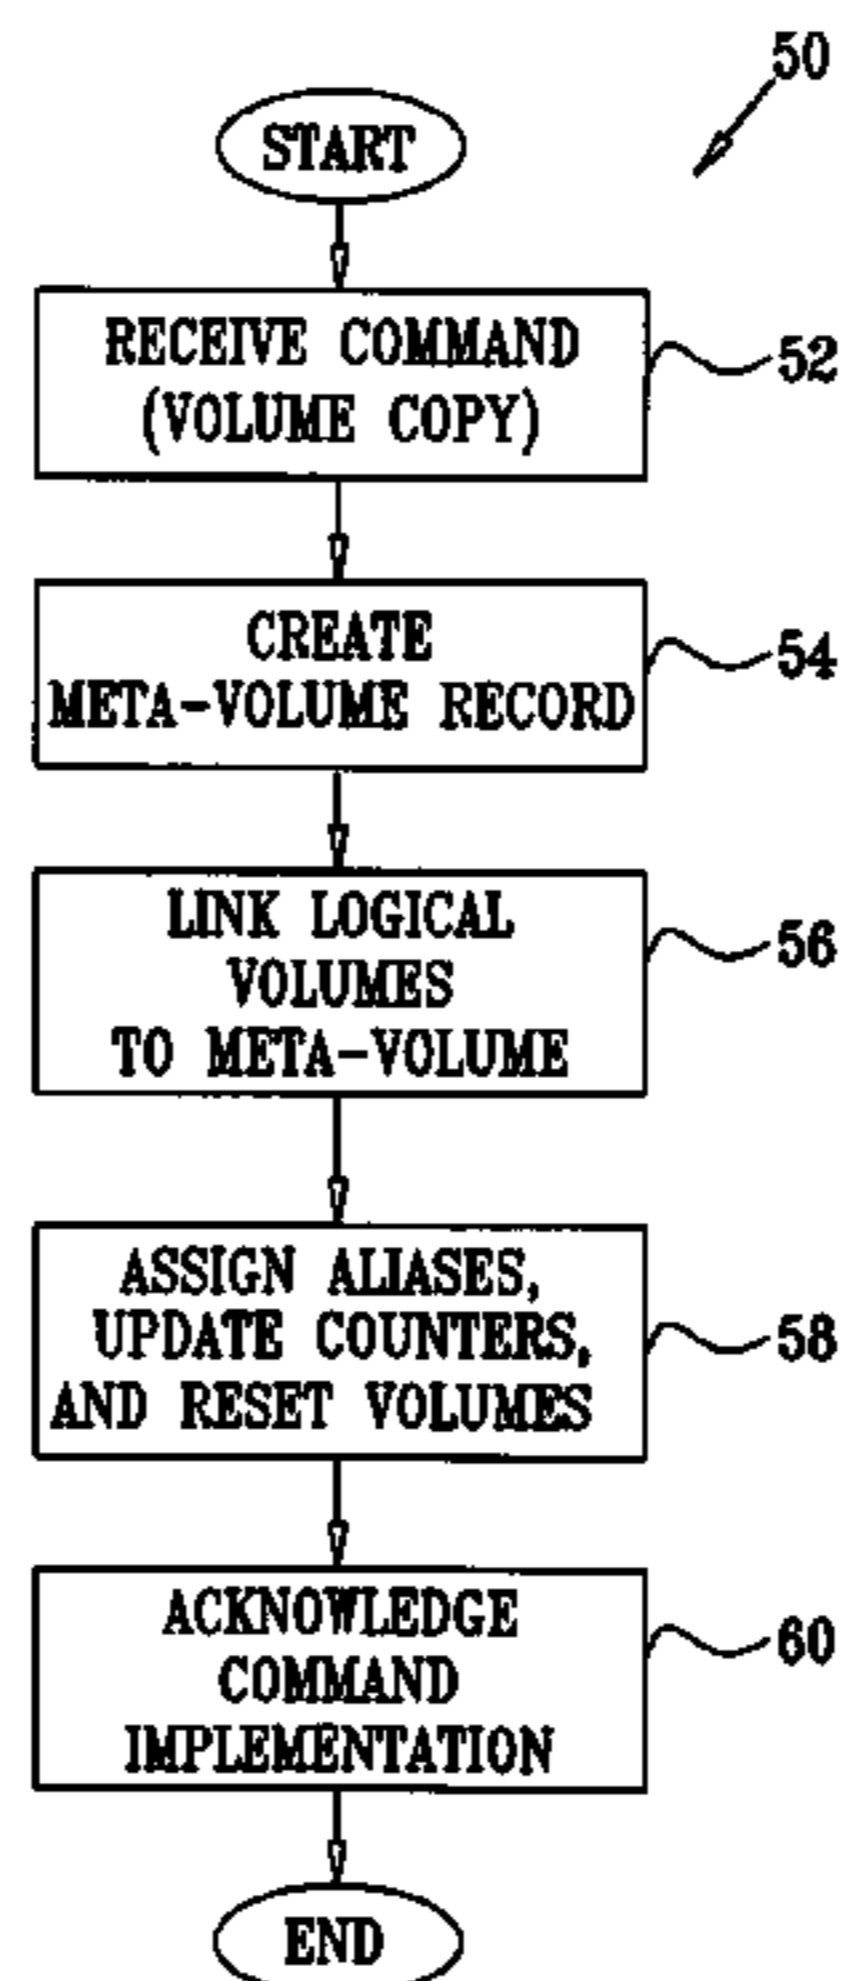 50
START
RECEIVE COMMAND
(VOLUME COPY)
52
CREATE
META-VOLUME RECORD
54
LINK LOGICAL
VOLUMES
TO META-VOLUME
56
ASSIGN ALIASES,
UPDATE COUNTERS,
AND RESET VOLUMES
58
ACKNOWLEDGE
COMMAND
IMPLEMENTATION
60
END